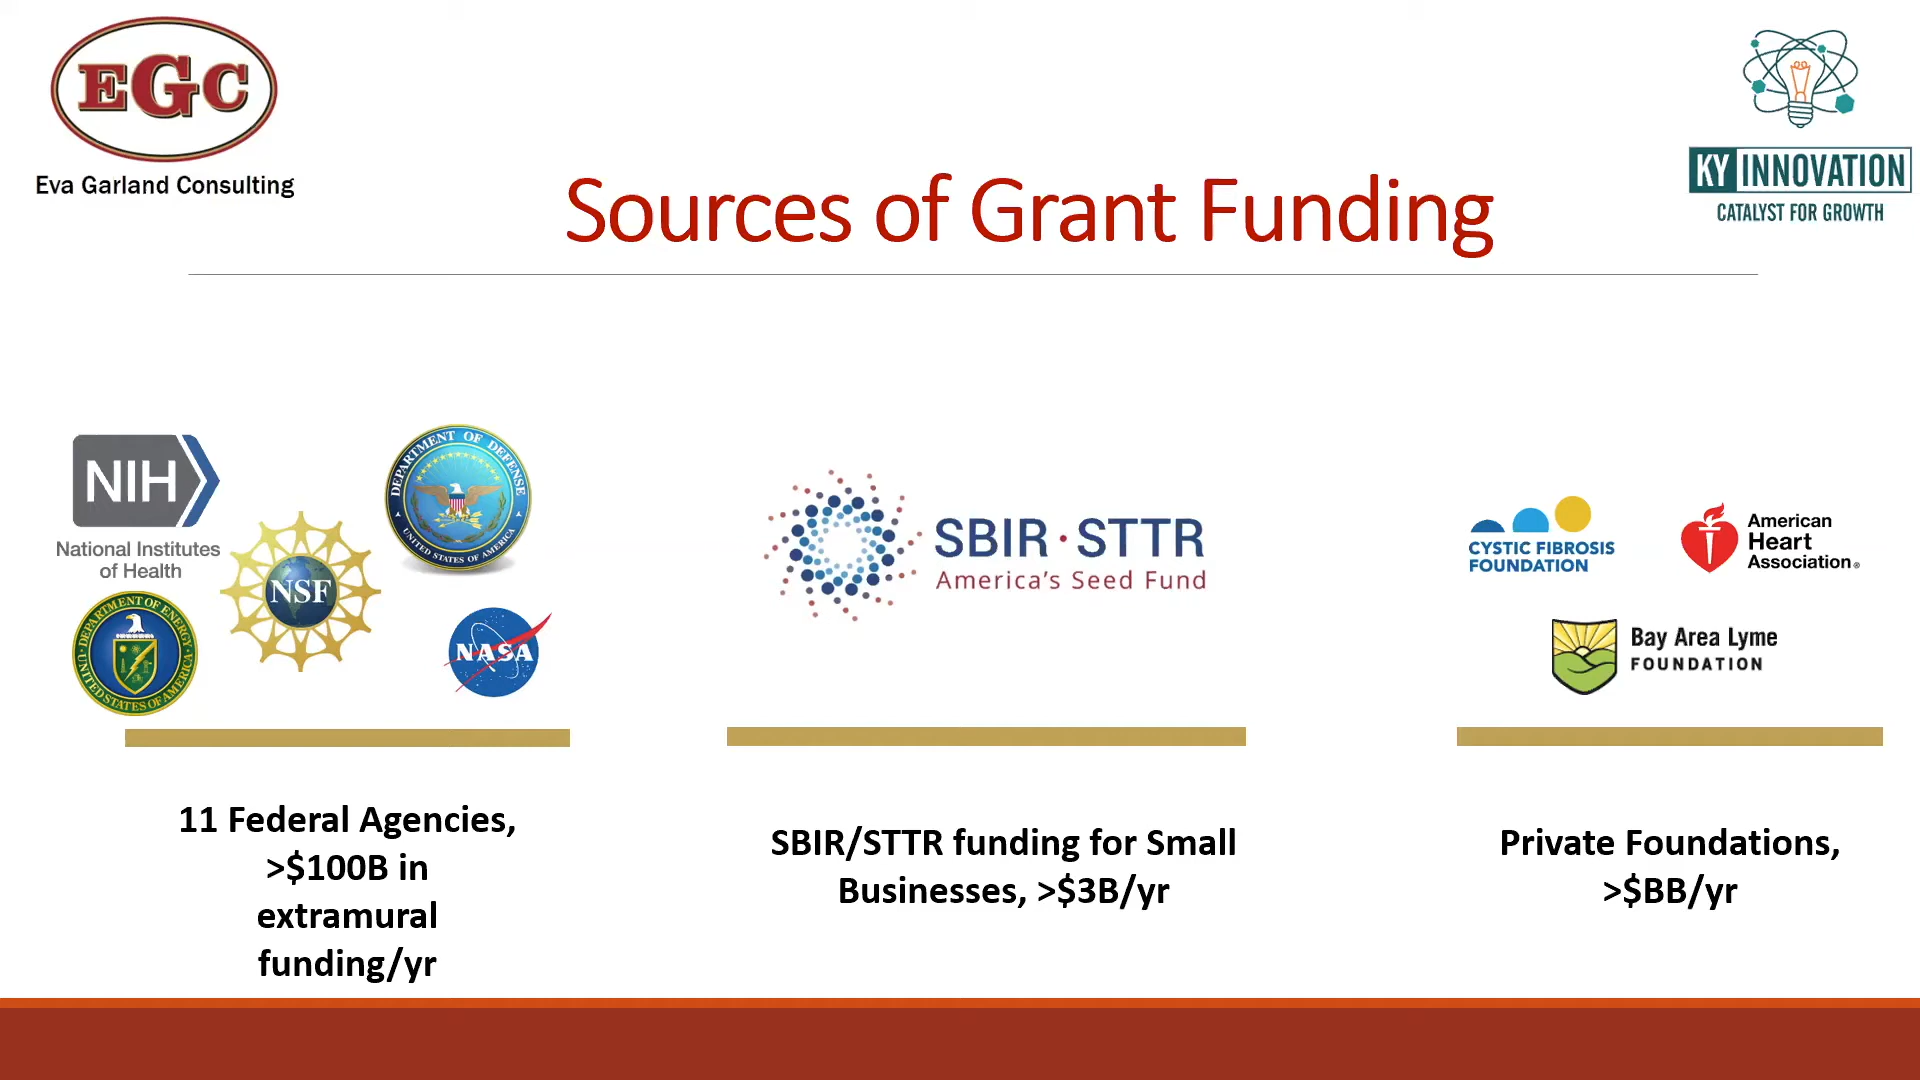 EGC
Eva Garland Consulting
KY INNOVATION
CATALYST FOR GROWTH
Sources of Grant Funding
NIH
National Institutes
of Health
NSF
DEPARTMENT OF DEFENSE
UNITED STATES OF AMERICA
DEPARTMENT OF ENERGY
UNITED STATES OF AMERICA
NASA
11 Federal Agencies,
>$100B in
extramural
funding/yr
SBIR·STTR
America's Seed Fund
SBIR/STTR funding for Small
Businesses, >$3B/yr
CYSTIC FIBROSIS
FOUNDATION
American
Heart
Association®
Bay Area Lyme
FOUNDATION
Private Foundations,
>$BB/yr